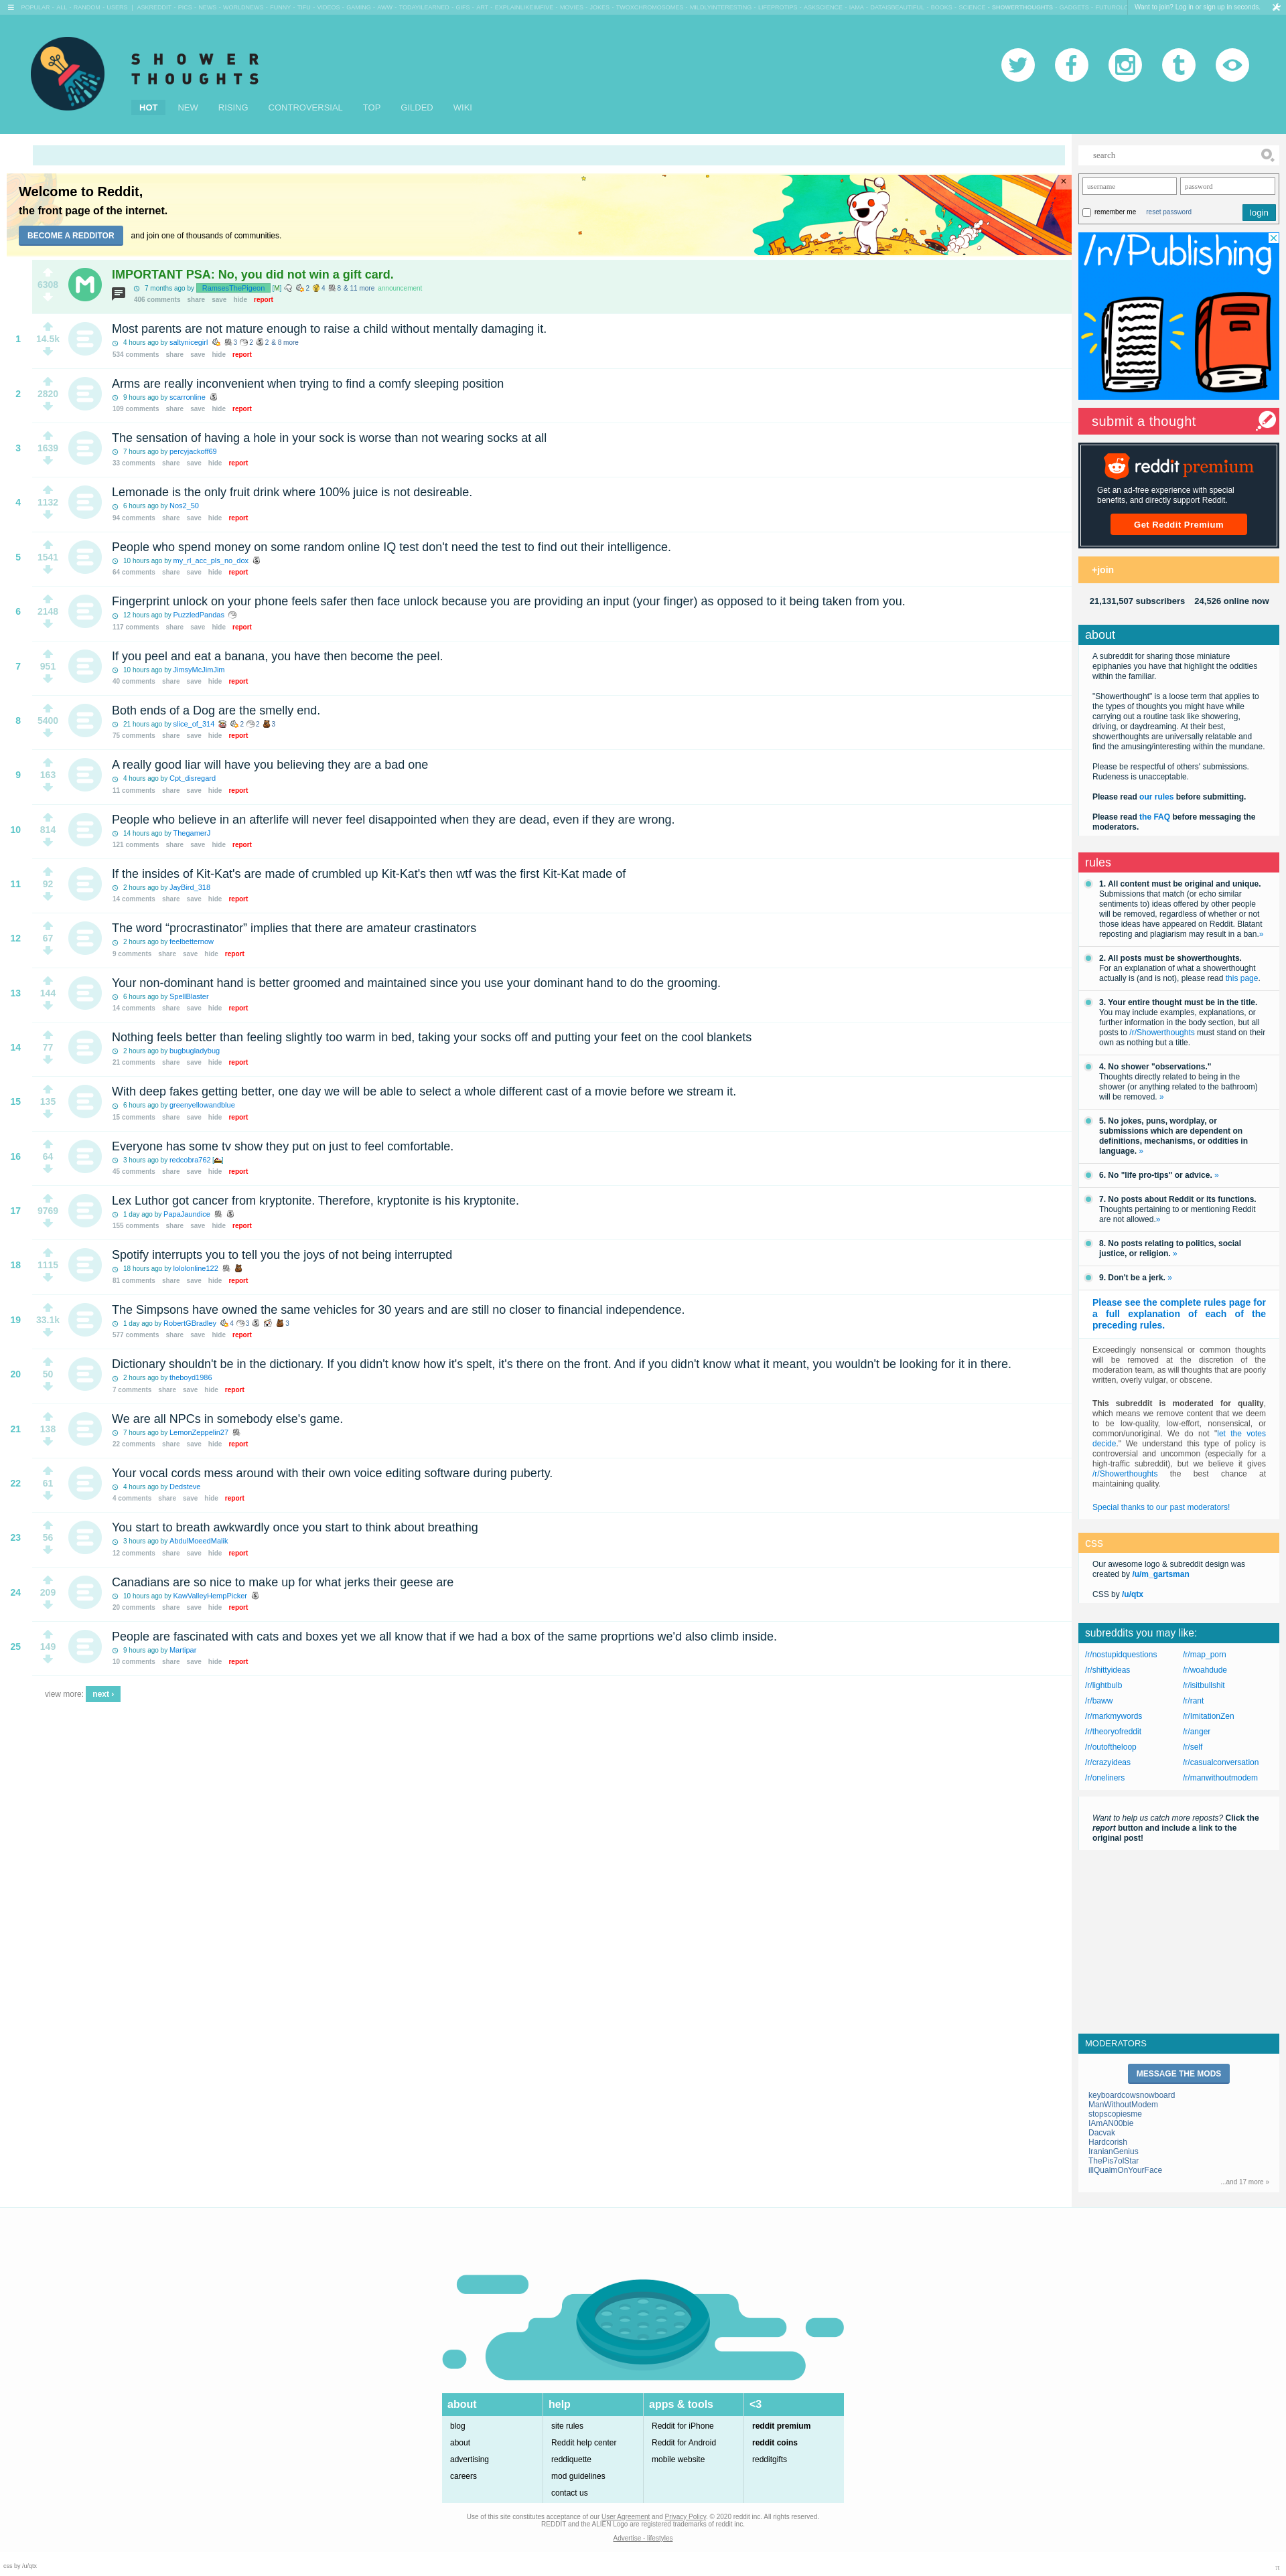 POPULAR - ALL - RANDOM - USERS | ASKREDDIT - PICS - NEWS - WORLDNEWS - FUNNY - TIFU - VIDEOS - GAMING - AWW - TODAYILEARNED - GIFS - ART - EXPLAINLIKEIMFIVE - MOVIES - JOKES - TWOXCHROMOSOMES - MILDLYINTERESTING - LIFEPROTIPS - ASKSCIENCE - IAMA - DATAISBEAUTIFUL - BOOKS - SCIENCE - SHOWERTHOUGHTS - GADGETS - FUTUROLO
Want to join? Log in or sign up in seconds.
SHOWER
THOUGHTS
HOT NEW RISING CONTROVERSIAL TOP GILDED WIKI
Welcome to Reddit,
the front page of the internet.
BECOME A REDDITOR and join one of thousands of communities.
6308
IMPORTANT PSA: No, you did not win a gift card.
7 months ago by RamsesThePigeon [M] 2 4 8 & 11 more announcement
406 comments share save hide report
1
14.5k
Most parents are not mature enough to raise a child without mentally damaging it.
4 hours ago by saltynicegirl 3 2 2 & 8 more
534 comments share save hide report
2
2820
Arms are really inconvenient when trying to find a comfy sleeping position
9 hours ago by scarronline
109 comments share save hide report
3
1639
The sensation of having a hole in your sock is worse than not wearing socks at all
7 hours ago by percyjackoff69
33 comments share save hide report
4
1132
Lemonade is the only fruit drink where 100% juice is not desireable.
6 hours ago by Nos2_50
94 comments share save hide report
5
1541
People who spend money on some random online IQ test don't need the test to find out their intelligence.
10 hours ago by my_rl_acc_pls_no_dox
64 comments share save hide report
6
2148
Fingerprint unlock on your phone feels safer then face unlock because you are providing an input (your finger) as opposed to it being taken from you.
12 hours ago by PuzzledPandas
117 comments share save hide report
7
951
If you peel and eat a banana, you have then become the peel.
10 hours ago by JimsyMcJimJim
40 comments share save hide report
8
5400
Both ends of a Dog are the smelly end.
21 hours ago by slice_of_314 2 2 3
75 comments share save hide report
9
163
A really good liar will have you believing they are a bad one
4 hours ago by Cpt_disregard
11 comments share save hide report
10
814
People who believe in an afterlife will never feel disappointed when they are dead, even if they are wrong.
14 hours ago by ThegamerJ
121 comments share save hide report
11
92
If the insides of Kit-Kat's are made of crumbled up Kit-Kat's then wtf was the first Kit-Kat made of
2 hours ago by JayBird_318
14 comments share save hide report
12
67
The word “procrastinator” implies that there are amateur crastinators
2 hours ago by feelbetternow
9 comments share save hide report
13
144
Your non-dominant hand is better groomed and maintained since you use your dominant hand to do the grooming.
6 hours ago by SpellBlaster
14 comments share save hide report
14
77
Nothing feels better than feeling slightly too warm in bed, taking your socks off and putting your feet on the cool blankets
2 hours ago by bugbugladybug
21 comments share save hide report
15
135
With deep fakes getting better, one day we will be able to select a whole different cast of a movie before we stream it.
6 hours ago by greenyellowandblue
15 comments share save hide report
16
64
Everyone has some tv show they put on just to feel comfortable.
3 hours ago by redcobra762
45 comments share save hide report
17
9769
Lex Luthor got cancer from kryptonite. Therefore, kryptonite is his kryptonite.
1 day ago by PapaJaundice
155 comments share save hide report
18
1115
Spotify interrupts you to tell you the joys of not being interrupted
18 hours ago by lololonline122
81 comments share save hide report
19
33.1k
The Simpsons have owned the same vehicles for 30 years and are still no closer to financial independence.
1 day ago by RobertGBradley 4 3 3
577 comments share save hide report
20
50
Dictionary shouldn't be in the dictionary. If you didn't know how it's spelt, it's there on the front. And if you didn't know what it meant, you wouldn't be looking for it in there.
2 hours ago by theboyd1986
7 comments share save hide report
21
138
We are all NPCs in somebody else's game.
7 hours ago by LemonZeppelin27
22 comments share save hide report
22
61
Your vocal cords mess around with their own voice editing software during puberty.
4 hours ago by Dedsteve
4 comments share save hide report
23
56
You start to breath awkwardly once you start to think about breathing
3 hours ago by AbdulMoeedMalik
12 comments share save hide report
24
209
Canadians are so nice to make up for what jerks their geese are
10 hours ago by KawValleyHempPicker
20 comments share save hide report
25
149
People are fascinated with cats and boxes yet we all know that if we had a box of the same proprtions we'd also climb inside.
9 hours ago by Martipar
10 comments share save hide report
view more: next ›
search
username password
remember me reset password login
/r/Publishing
submit a thought
reddit premium
Get an ad-free experience with special
benefits, and directly support Reddit.
Get Reddit Premium
+join
21,131,507 subscribers 24,526 online now
about
A subreddit for sharing those miniature
epiphanies you have that highlight the oddities
within the familiar.
"Showerthought" is a loose term that applies to
the types of thoughts you might have while
carrying out a routine task like showering,
driving, or daydreaming. At their best,
showerthoughts are universally relatable and
find the amusing/interesting within the mundane.
Please be respectful of others' submissions.
Rudeness is unacceptable.
Please read our rules before submitting.
Please read the FAQ before messaging the
moderators.
rules
1. All content must be original and unique.
Submissions that match (or echo similar
sentiments to) ideas offered by other people
will be removed, regardless of whether or not
those ideas have appeared on Reddit. Blatant
reposting and plagiarism may result in a ban.»
2. All posts must be showerthoughts.
For an explanation of what a showerthought
actually is (and is not), please read this page.
3. Your entire thought must be in the title.
You may include examples, explanations, or
further information in the body section, but all
posts to /r/Showerthoughts must stand on their
own as nothing but a title.
4. No shower "observations."
Thoughts directly related to being in the
shower (or anything related to the bathroom)
will be removed. »
5. No jokes, puns, wordplay, or
submissions which are dependent on
definitions, mechanisms, or oddities in
language. »
6. No "life pro-tips" or advice. »
7. No posts about Reddit or its functions.
Thoughts pertaining to or mentioning Reddit
are not allowed.»
8. No posts relating to politics, social
justice, or religion. »
9. Don't be a jerk. »
Please see the complete rules page for
a full explanation of each of the
preceding rules.
Exceedingly nonsensical or common thoughts
will be removed at the discretion of the
moderation team, as will thoughts that are poorly
written, overly vulgar, or obscene.
This subreddit is moderated for quality,
which means we remove content that we deem
to be low-quality, low-effort, nonsensical, or
common/unoriginal. We do not "let the votes
decide." We understand this type of policy is
controversial and uncommon (especially for a
high-traffic subreddit), but we believe it gives
/r/Showerthoughts the best chance at
maintaining quality.
Special thanks to our past moderators!
css
Our awesome logo & subreddit design was
created by /u/m_gartsman
CSS by /u/qtx
subreddits you may like:
/r/nostupidquestions /r/map_porn
/r/shittyideas /r/woahdude
/r/lightbulb /r/isitbullshit
/r/baww /r/rant
/r/markmywords /r/ImitationZen
/r/theoryofreddit /r/anger
/r/outoftheloop /r/self
/r/crazyideas /r/casualconversation
/r/oneliners /r/manwithoutmodem
Want to help us catch more reposts? Click the
report button and include a link to the
original post!
MODERATORS
MESSAGE THE MODS
keyboardcowsnowboard
ManWithoutModem
stopscopiesme
IAmAN00bie
Dacvak
Hardcorish
IranianGenius
ThePis7olStar
illQualmOnYourFace
...and 17 more »
about help apps & tools <3
blog site rules Reddit for iPhone reddit premium
about Reddit help center Reddit for Android reddit coins
advertising reddiquette mobile website redditgifts
careers mod guidelines
contact us
Use of this site constitutes acceptance of our User Agreement and Privacy Policy. © 2020 reddit inc. All rights reserved.
REDDIT and the ALIEN Logo are registered trademarks of reddit inc.
Advertise - lifestyles
css by /u/qtx
π